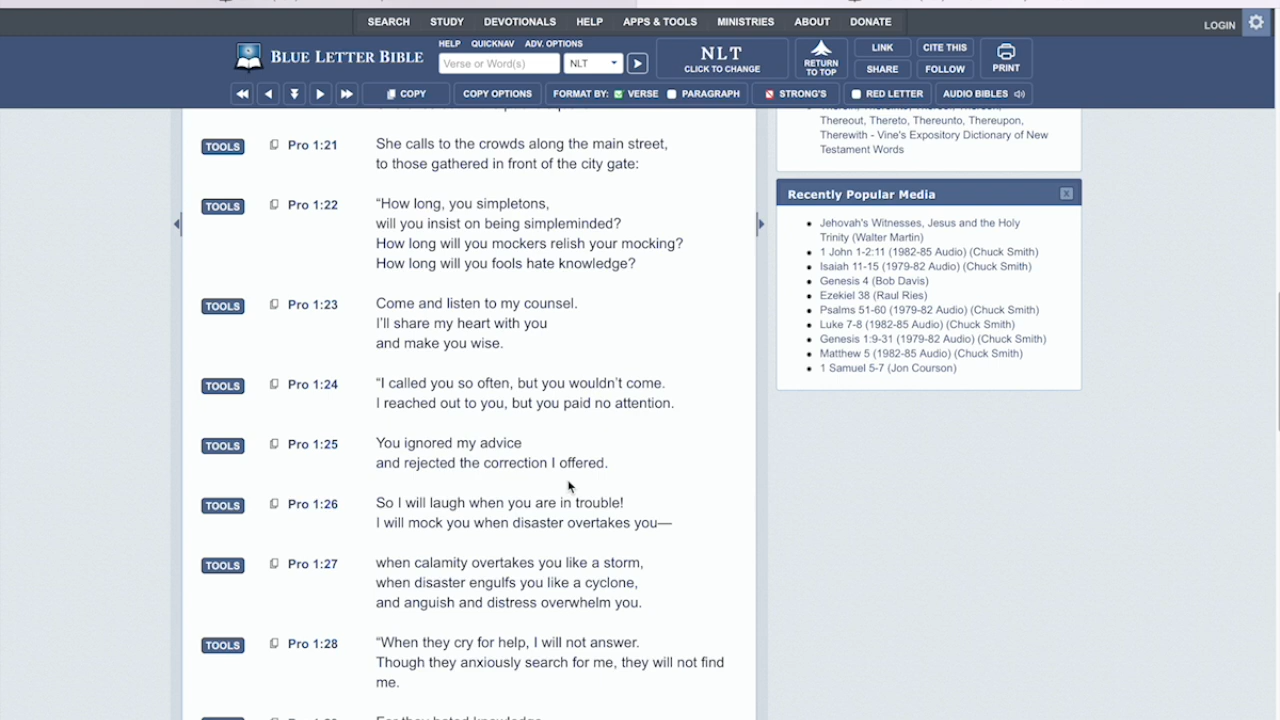 SEARCH STUDY DEVOTIONALS HELP APPS & TOOLS MINISTRIES ABOUT DONATE
LOGIN
BLUE LETTER BIBLE
HELP QUICKNAV ADV. OPTIONS
Verse or Word(s) NLT
NLT
CLICK TO CHANGE
RETURN
TO TOP
LINK CITE THIS
SHARE FOLLOW
PRINT
COPY COPY OPTIONS FORMAT BY: VERSE PARAGRAPH STRONG'S RED LETTER AUDIO BIBLES
TOOLS Pro 1:21 She calls to the crowds along the main street,
to those gathered in front of the city gate:
TOOLS Pro 1:22 “How long, you simpletons,
will you insist on being simpleminded?
How long will you mockers relish your mocking?
How long will you fools hate knowledge?
TOOLS Pro 1:23 Come and listen to my counsel.
I’ll share my heart with you
and make you wise.
TOOLS Pro 1:24 “I called you so often, but you wouldn’t come.
I reached out to you, but you paid no attention.
TOOLS Pro 1:25 You ignored my advice
and rejected the correction I offered.
TOOLS Pro 1:26 So I will laugh when you are in trouble!
I will mock you when disaster overtakes you—
TOOLS Pro 1:27 when calamity overtakes you like a storm,
when disaster engulfs you like a cyclone,
and anguish and distress overwhelm you.
TOOLS Pro 1:28 “When they cry for help, I will not answer.
Though they anxiously search for me, they will not find
me.
Thereout, Thereto, Thereunto, Thereupon,
Therewith - Vine's Expository Dictionary of New
Testament Words
Recently Popular Media
Jehovah's Witnesses, Jesus and the Holy
Trinity (Walter Martin)
1 John 1-2:11 (1982-85 Audio) (Chuck Smith)
Isaiah 11-15 (1979-82 Audio) (Chuck Smith)
Genesis 4 (Bob Davis)
Ezekiel 38 (Raul Ries)
Psalms 51-60 (1979-82 Audio) (Chuck Smith)
Luke 7-8 (1982-85 Audio) (Chuck Smith)
Genesis 1:9-31 (1979-82 Audio) (Chuck Smith)
Matthew 5 (1982-85 Audio) (Chuck Smith)
1 Samuel 5-7 (Jon Courson)